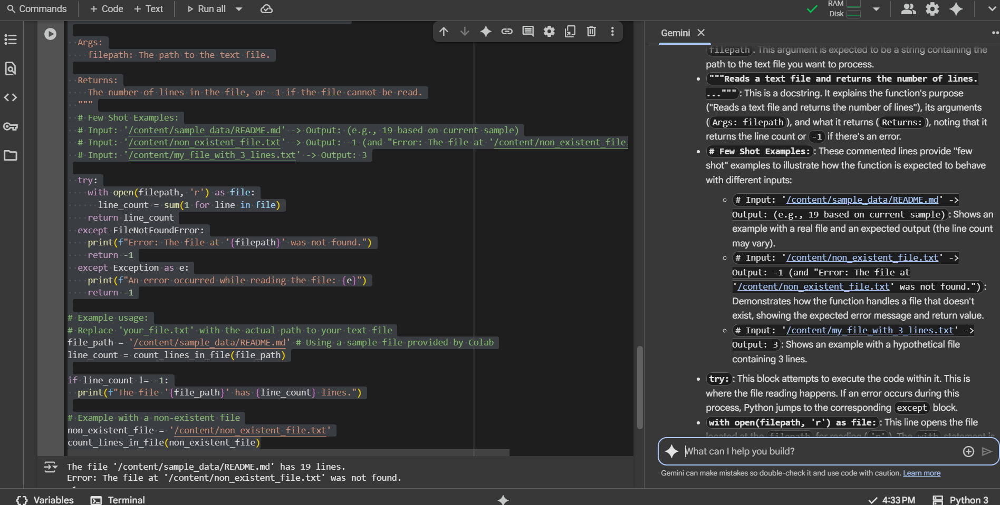 Commands
+ Code
+ Text
Run all
RAM
Disk
Args:
filepath: The path to the text file.
Returns:
The number of lines in the file, or -1 if the file cannot be read.
"""
# Few Shot Examples:
# Input: '/content/sample_data/README.md' -> Output: (e.g., 19 based on current sample)
# Input: '/content/non_existent_file.txt' -> Output: -1 (and "Error: The file at '/content/non_existent_file.
# Input: '/content/my_file_with_3_lines.txt' -> Output: 3
try:
with open(filepath, 'r') as file:
line_count = sum(1 for line in file)
return line_count
except FileNotFoundError:
print(f"Error: The file at '{filepath}' was not found.")
return -1
except Exception as e:
print(f"An error occurred while reading the file: {e}")
return -1
# Example usage:
# Replace 'your_file.txt' with the actual path to your text file
file_path = '/content/sample_data/README.md' # Using a sample file provided by Colab
line_count = count_lines_in_file(file_path)
if line_count != -1:
print(f"The file '{file_path}' has {line_count} lines.")
# Example with a non-existent file
non_existent_file = '/content/non_existent_file.txt'
count_lines_in_file(non_existent_file)
The file '/content/sample_data/README.md' has 19 lines.
Error: The file at '/content/non_existent_file.txt' was not found.
Gemini
filepath. This argument is expected to be a string containing the
path to the text file you want to process.
"""Reads a text file and returns the number of lines.
...""": This is a docstring. It explains the function's purpose
("Reads a text file and returns the number of lines"), its arguments
(Args: filepath), and what it returns (Returns:), noting that it
returns the line count or -1 if there's an error.
# Few Shot Examples:: These commented lines provide "few
shot" examples to illustrate how the function is expected to behave
with different inputs:
# Input: '/content/sample_data/README.md' ->
Output: (e.g., 19 based on current sample): Shows an
example with a real file and an expected output (the line count
may vary).
# Input: '/content/non_existent_file.txt' ->
Output: -1 (and "Error: The file at
'/content/non_existent_file.txt' was not found."):
Demonstrates how the function handles a file that doesn't
exist, showing the expected error message and return value.
# Input: '/content/my_file_with_3_lines.txt' ->
Output: 3: Shows an example with a hypothetical file
containing 3 lines.
try:: This block attempts to execute the code within it. This is
where the file reading happens. If an error occurs during this
process, Python jumps to the corresponding except block.
with open(filepath, 'r') as file:: This line opens the file
located at the filepath for reading ('r'). The with statement is
What can I help you build?
Gemini can make mistakes so double-check it and use code with caution. Learn more
Variables
Terminal
4:33 PM
Python 3